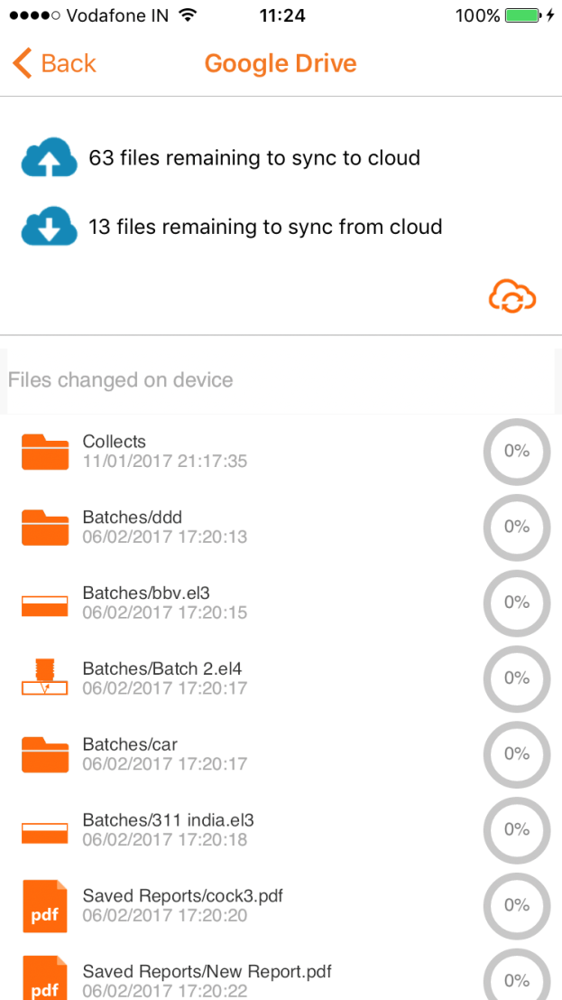 Vodafone IN 11:24 100%
Back Google Drive
63 files remaining to sync to cloud
13 files remaining to sync from cloud
Files changed on device
Collects
11/01/2017 21:17:35
0%
Batches/ddd
06/02/2017 17:20:13
0%
Batches/bbv.el3
06/02/2017 17:20:15
0%
Batches/Batch 2.el4
06/02/2017 17:20:17
0%
Batches/car
06/02/2017 17:20:17
0%
Batches/311 india.el3
06/02/2017 17:20:18
0%
pdf
Saved Reports/cock3.pdf
06/02/2017 17:20:20
0%
pdf
Saved Reports/New Report.pdf
06/02/2017 17:20:22
0%